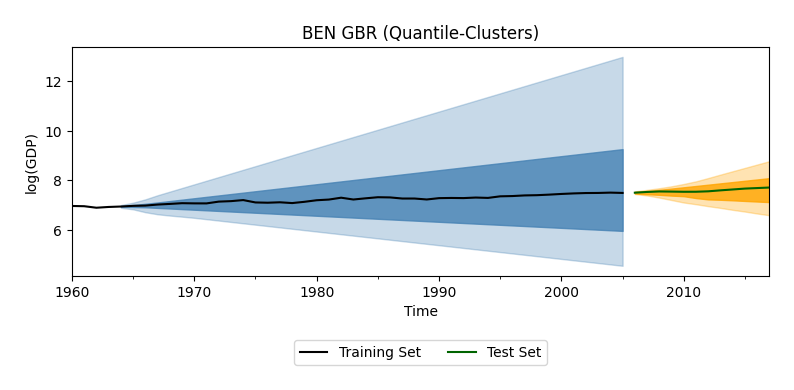 BEN GBR (Quantile-Clusters)
12
10
8
6
log(GDP)
1960 1970 1980 1990 2000 2010
Time
Training Set Test Set